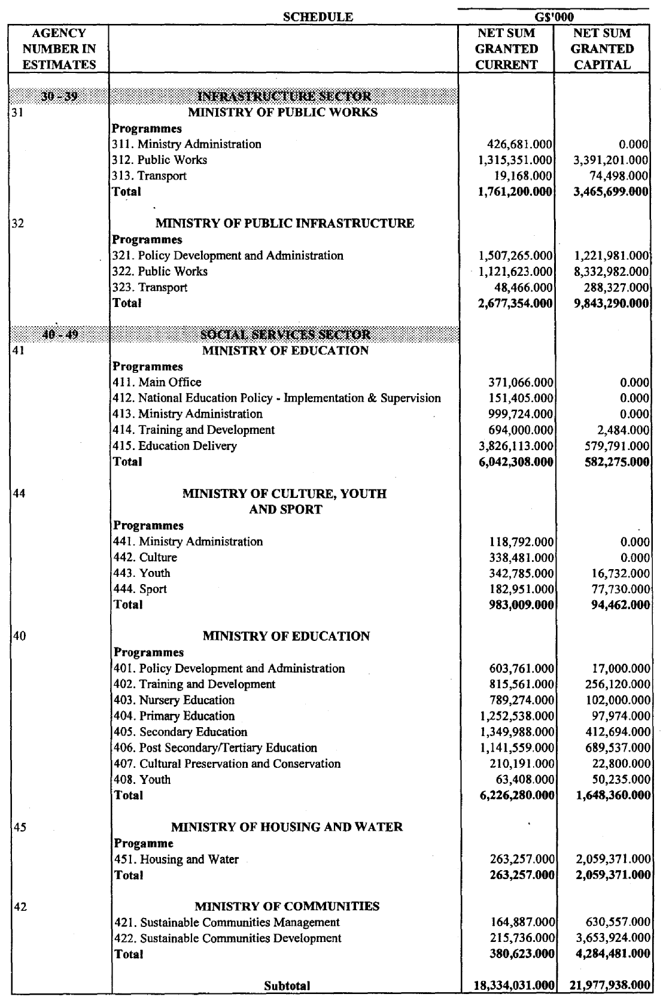 SCHEDULE G$'000
AGENCY NUMBER IN ESTIMATES NET SUM GRANTED CURRENT NET SUM GRANTED CAPITAL
30 - 39 INFRASTRUCTURE SECTOR
31 MINISTRY OF PUBLIC WORKS
Programmes
311. Ministry Administration 426,681.000 0.000
312. Public Works 1,315,351.000 3,391,201.000
313. Transport 19,168.000 74,498.000
Total 1,761,200.000 3,465,699.000
32 MINISTRY OF PUBLIC INFRASTRUCTURE
Programmes
321. Policy Development and Administration 1,507,265.000 1,221,981.000
322. Public Works 1,121,623.000 8,332,982.000
323. Transport 48,466.000 288,327.000
Total 2,677,354.000 9,843,290.000
40 - 49 SOCIAL SERVICES SECTOR
41 MINISTRY OF EDUCATION
Programmes
411. Main Office 371,066.000 0.000
412. National Education Policy - Implementation & Supervision 151,405.000 0.000
413. Ministry Administration 999,724.000 0.000
414. Training and Development 694,000.000 2,484.000
415. Education Delivery 3,826,113.000 579,791.000
Total 6,042,308.000 582,275.000
44 MINISTRY OF CULTURE, YOUTH
AND SPORT
Programmes
441. Ministry Administration 118,792.000 0.000
442. Culture 338,481.000 0.000
443. Youth 342,785.000 16,732.000
444. Sport 182,951.000 77,730.000
Total 983,009.000 94,462.000
40 MINISTRY OF EDUCATION
Programmes
401. Policy Development and Administration 603,761.000 17,000.000
402. Training and Development 815,561.000 256,120.000
403. Nursery Education 789,274.000 102,000.000
404. Primary Education 1,252,538.000 97,974.000
405. Secondary Education 1,349,988.000 412,694.000
406. Post Secondary/Tertiary Education 1,141,559.000 689,537.000
407. Cultural Preservation and Conservation 210,191.000 22,800.000
408. Youth 63,408.000 50,235.000
Total 6,226,280.000 1,648,360.000
45 MINISTRY OF HOUSING AND WATER
Progamme
451. Housing and Water 263,257.000 2,059,371.000
Total 263,257.000 2,059,371.000
42 MINISTRY OF COMMUNITIES
421. Sustainable Communities Management 164,887.000 630,557.000
422. Sustainable Communities Development 215,736.000 3,653,924.000
Total 380,623.000 4,284,481.000
Subtotal 18,334,031.000 21,977,938.000